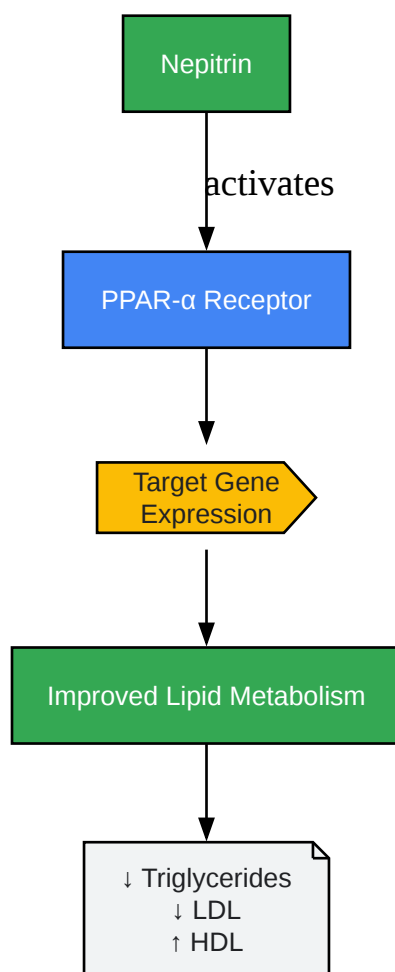 Nepitrin
activates
PPAR-α Receptor
Target Gene
Expression
Improved Lipid Metabolism
↓ Triglycerides
↓ LDL
↑ HDL